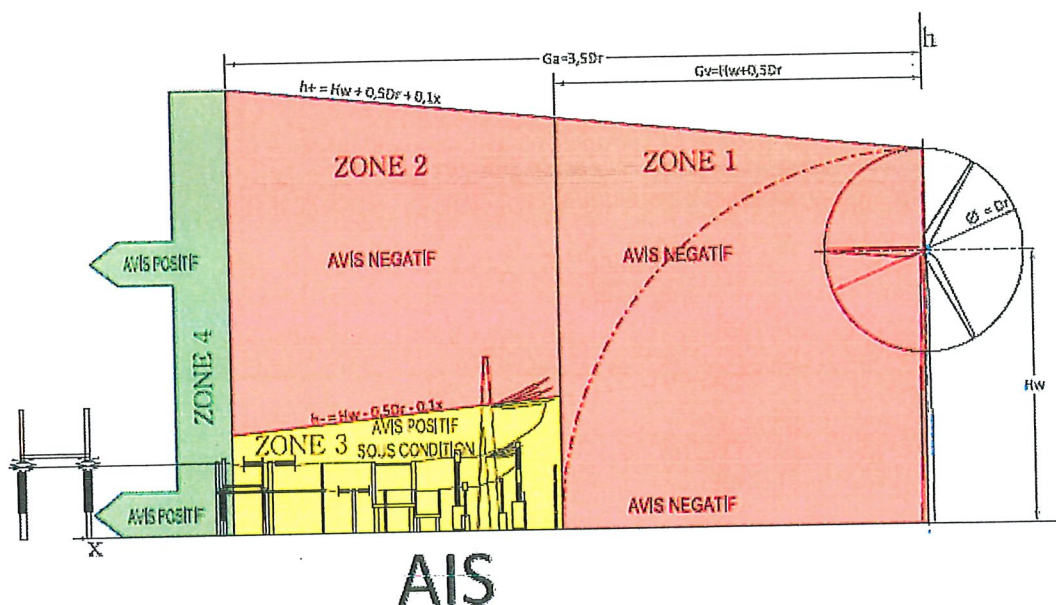 h
Ga=3,5Dr
Gv=Hw+0,5Dr
h+ = Hw + 0,5Dr + 0,1x
ZONE 2
ZONE 1
Ø = Dr
AVIS POSITIF
AVIS NEGATIF
AVIS NEGATIF
ZONE 4
Hw
h- = Hw - 0,5Dr - 0,1x
AVIS POSITIF
SOUS CONDITION
ZONE 3
AVIS POSITIF
AVIS NEGATIF
X
AIS